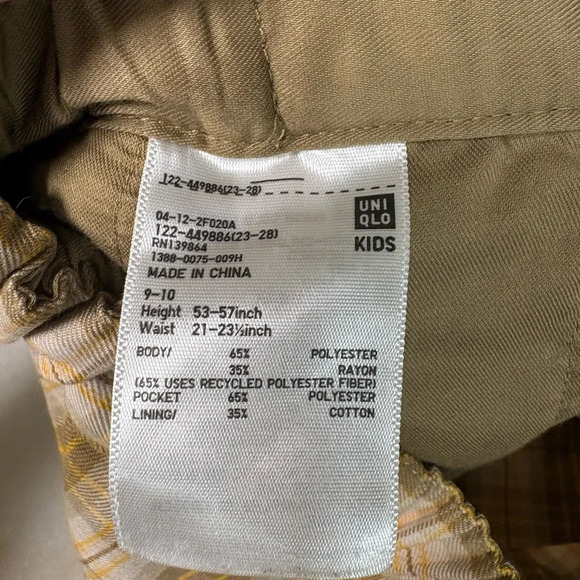 122-449886(23-28)
UNI
QLO
KIDS
04-12-2F020A
122-449886(23-28)
RN139864
1388-0075-009H
MADE IN CHINA
9-10
Height 53-57inch
Waist 21-23½inch
BODY/ 65% POLYESTER
35% RAYON
(65% USES RECYCLED POLYESTER FIBER)
POCKET 65% POLYESTER
LINING/ 35% COTTON